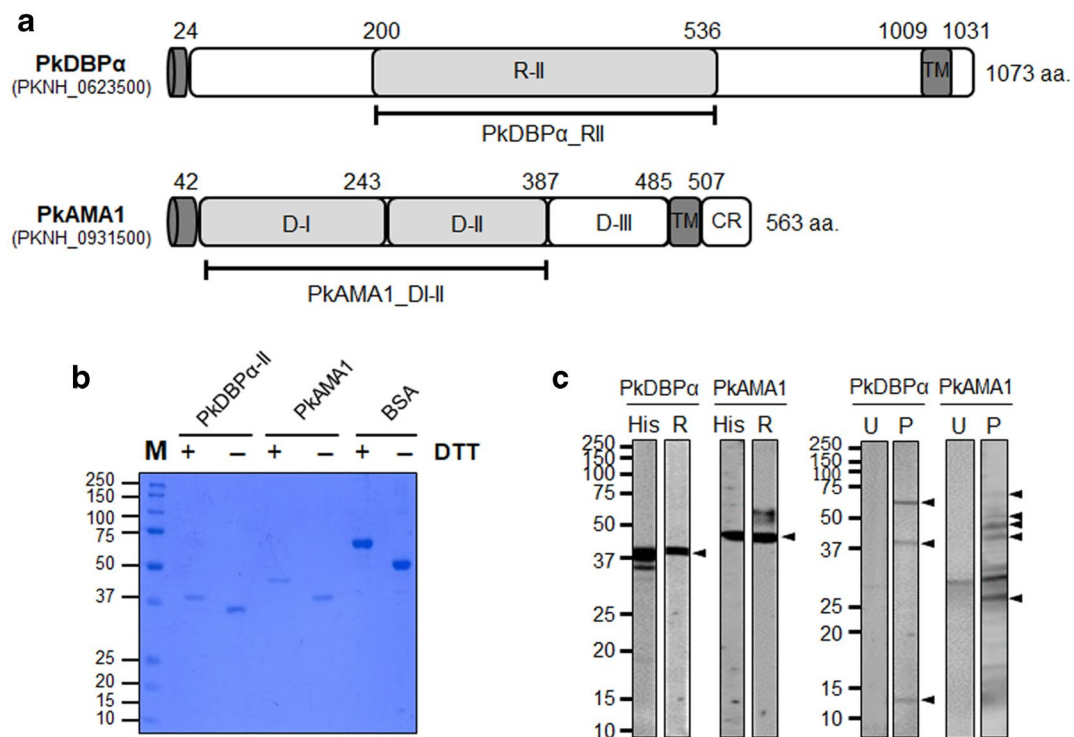 a
24 200 536 1009 1031
PkDBPα
(PKNH_0623500)
R-II
TM
1073 aa.
PkDBPα_RII
42 243 387 485 507
PkAMA1
(PKNH_0931500)
D-I
D-II
D-III
TM
CR
563 aa.
PkAMA1_DI-II
b
PkDBPα-II
PkAMA1
BSA
M + − + − + − DTT
250
150
100
75
50
37
25
20
15
10
c
PkDBPα PkAMA1
His R His R
250
150
100
75
50
37
25
20
15
10
PkDBPα PkAMA1
U P U P
250
150
100
75
50
37
25
15
10